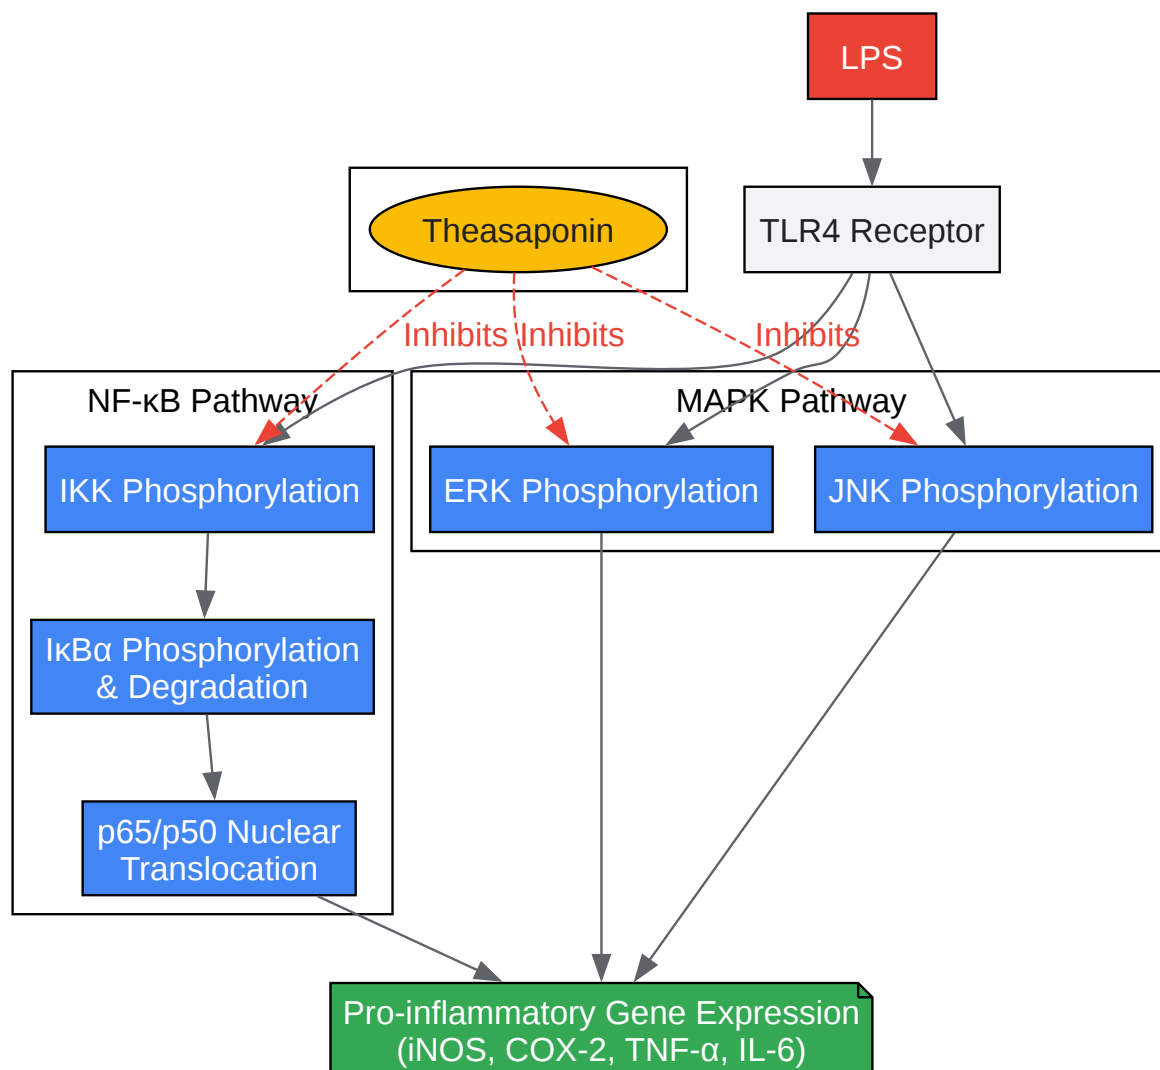 LPS
Theasaponin
TLR4 Receptor
Inhibits
Inhibits
Inhibits
NF-κB Pathway
MAPK Pathway
IKK Phosphorylation
ERK Phosphorylation
JNK Phosphorylation
IκBα Phosphorylation
& Degradation
p65/p50 Nuclear
Translocation
Pro-inflammatory Gene Expression
(iNOS, COX-2, TNF-α, IL-6)